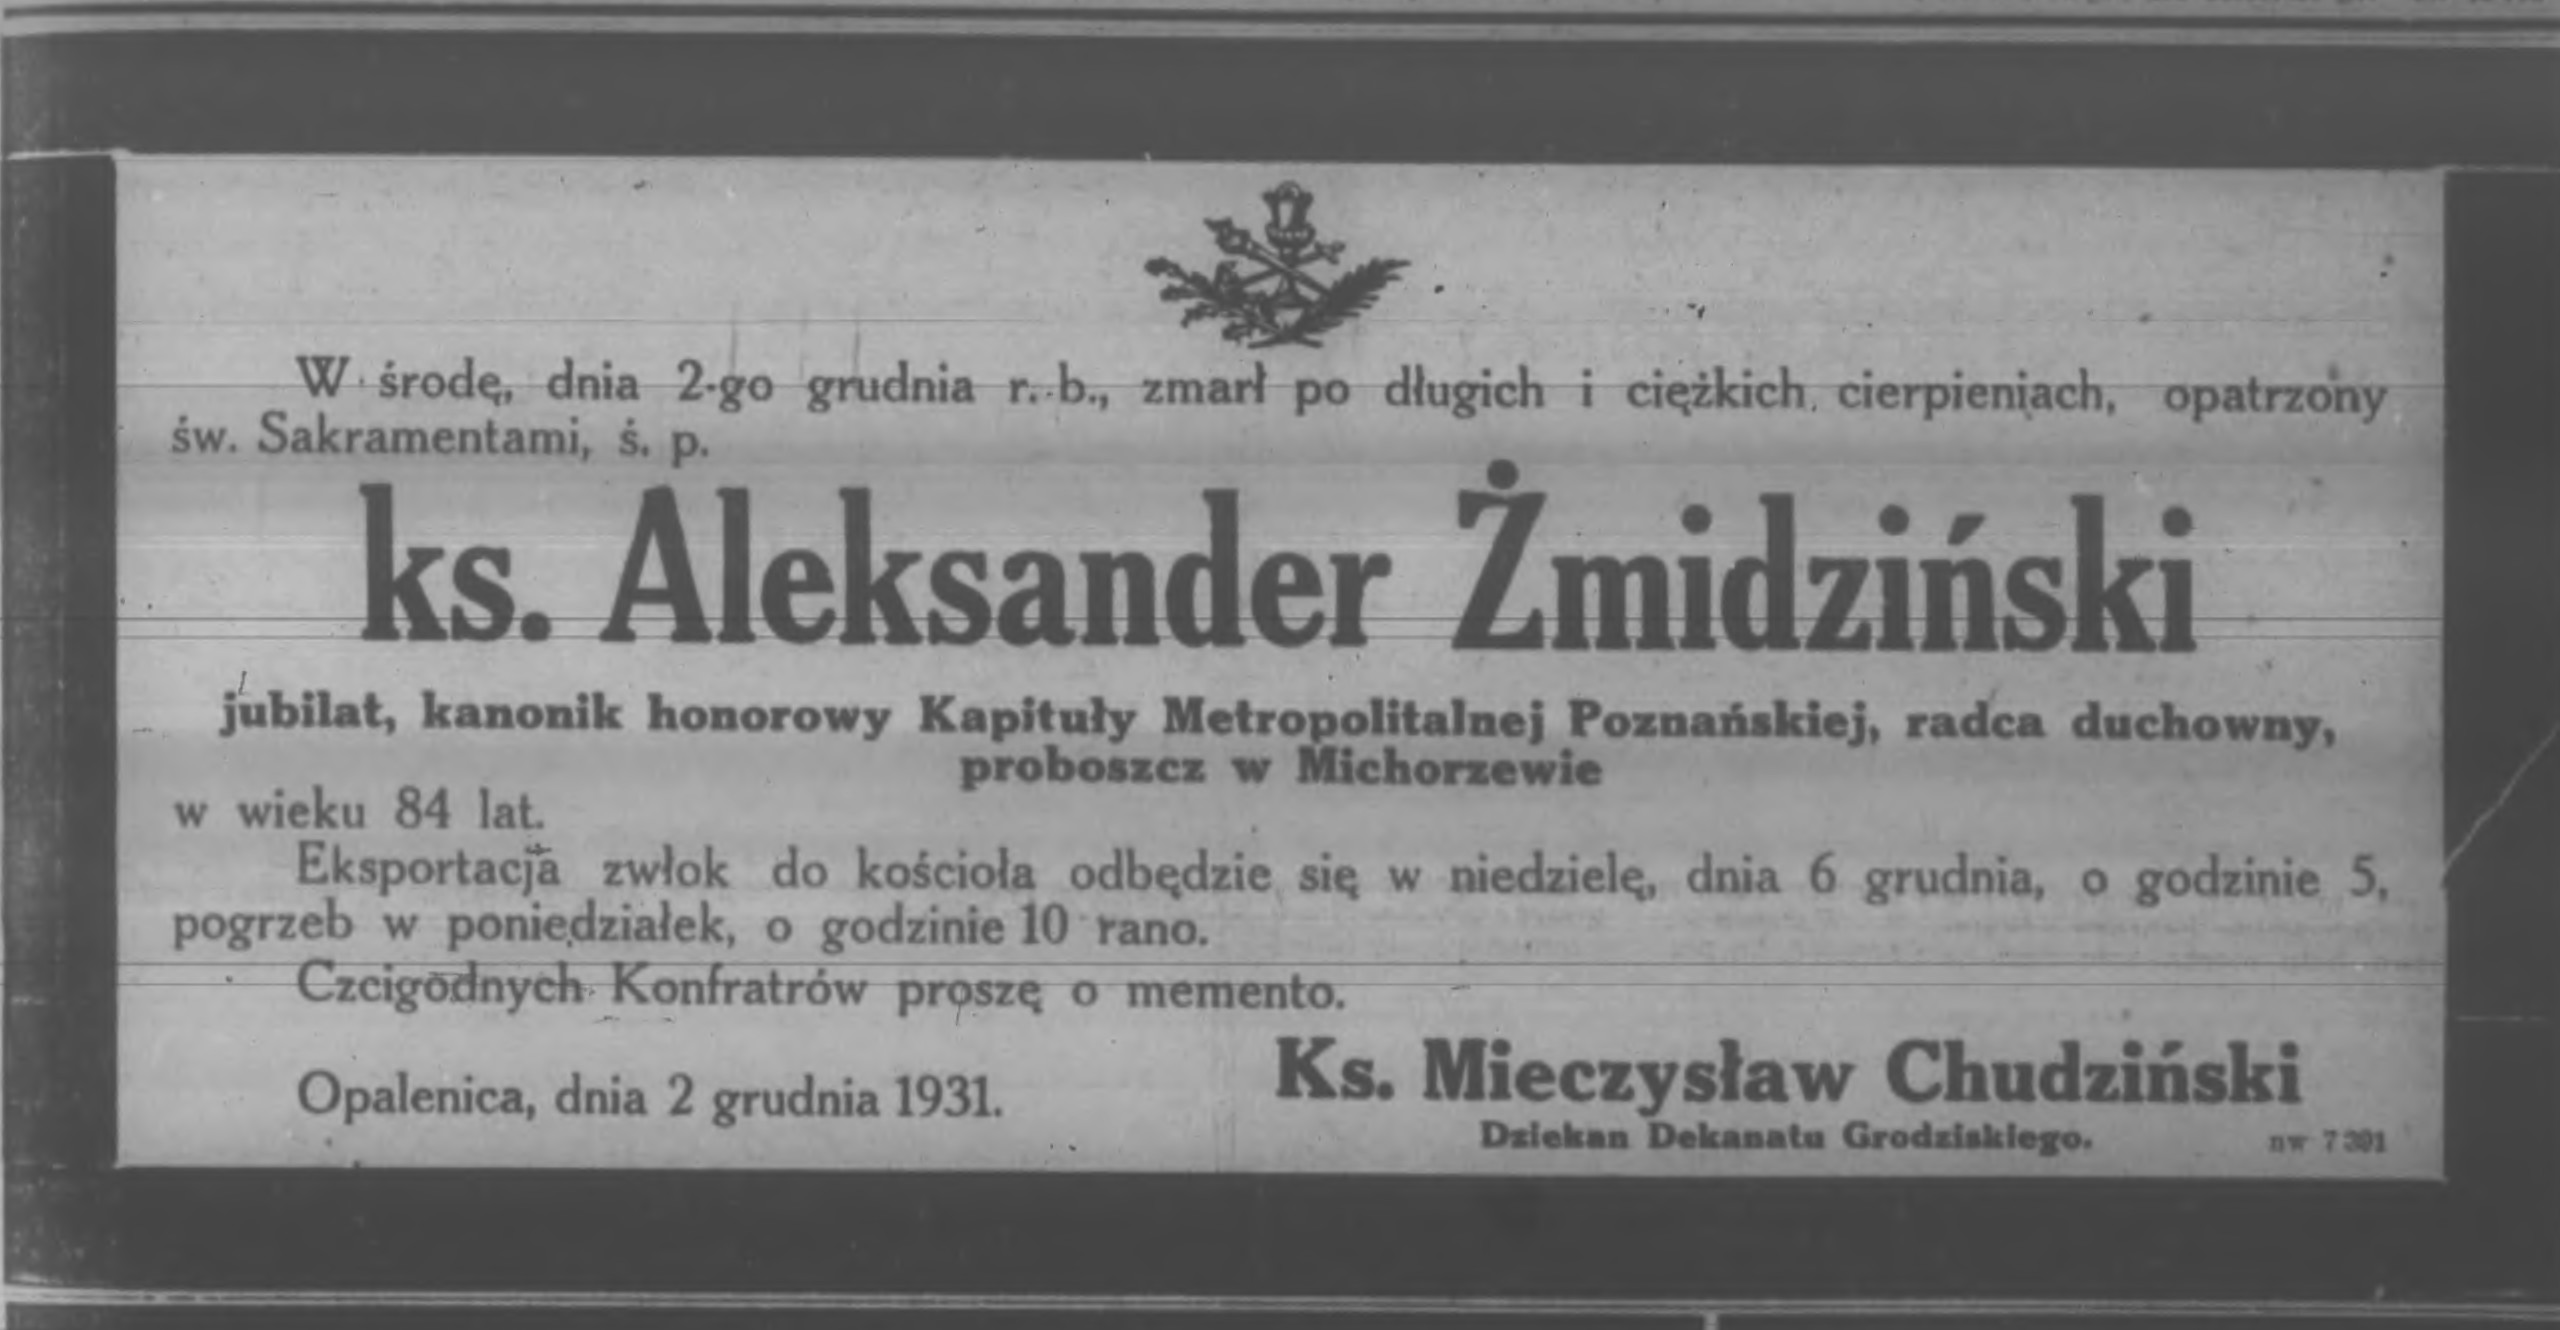 W środę, dnia 2-go grudnia r. b., zmarł po długich i ciężkich cierpieniach, opatrzony
św. Sakramentami, ś. p.
ks. Aleksander Żmidziński
jubilat, kanonik honorowy Kapituły Metropolitalnej Poznańskiej, radca duchowny,
proboszcz w Michorzewie
w wieku 84 lat.
Eksportacja zwłok do kościoła odbędzie się w niedzielę, dnia 6 grudnia, o godzinie 5,
pogrzeb w poniedziałek, o godzinie 10 rano.
Czcigodnych Konfratrów proszę o memento.
Ks. Mieczysław Chudziński
Opalenica, dnia 2 grudnia 1931.
Dziekan Dekanatu Grodziskiego.
nw 7301